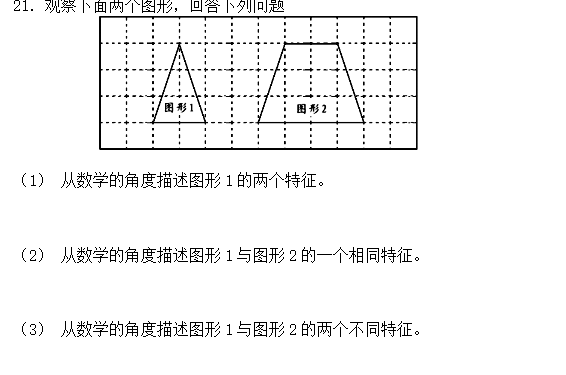 21. 观察下面两个图形，回答下列问题
图形1
图形2
（1） 从数学的角度描述图形1的两个特征。
（2） 从数学的角度描述图形1与图形2的一个相同特征。
（3） 从数学的角度描述图形1与图形2的两个不同特征。